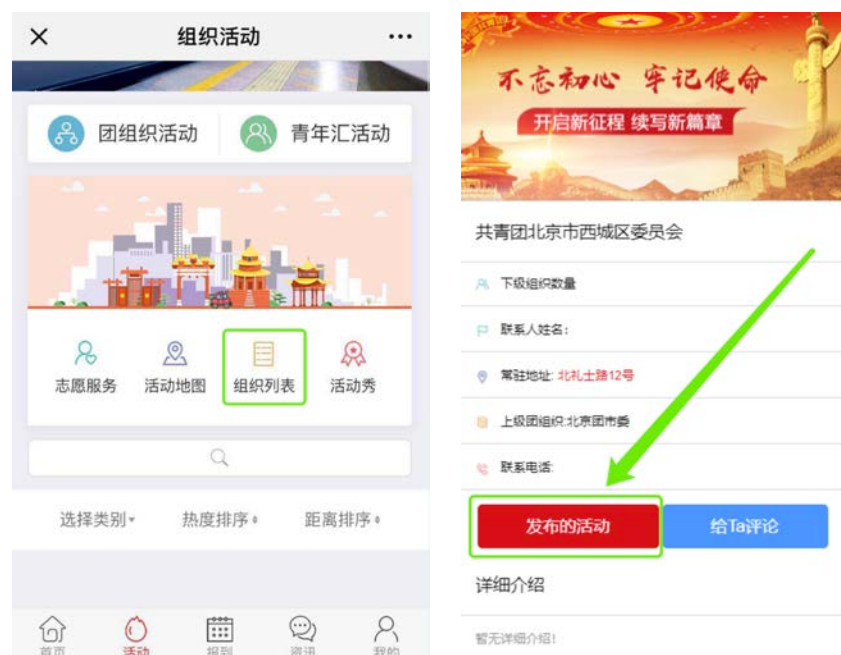 组织活动
团组织活动
青年汇活动
志愿服务
活动地图
组织列表
活动秀
选择类别
热度排序
距离排序
首页
活动
报到
资讯
我的
不忘初心 牢记使命
开启新征程 续写新篇章
共青团北京市西城区委员会
下级组织数量
联系人姓名:
常驻地址: 北礼士路12号
上级团组织:北京团市委
联系电话:
发布的活动
给Ta评论
详细介绍
暂无详细介绍!